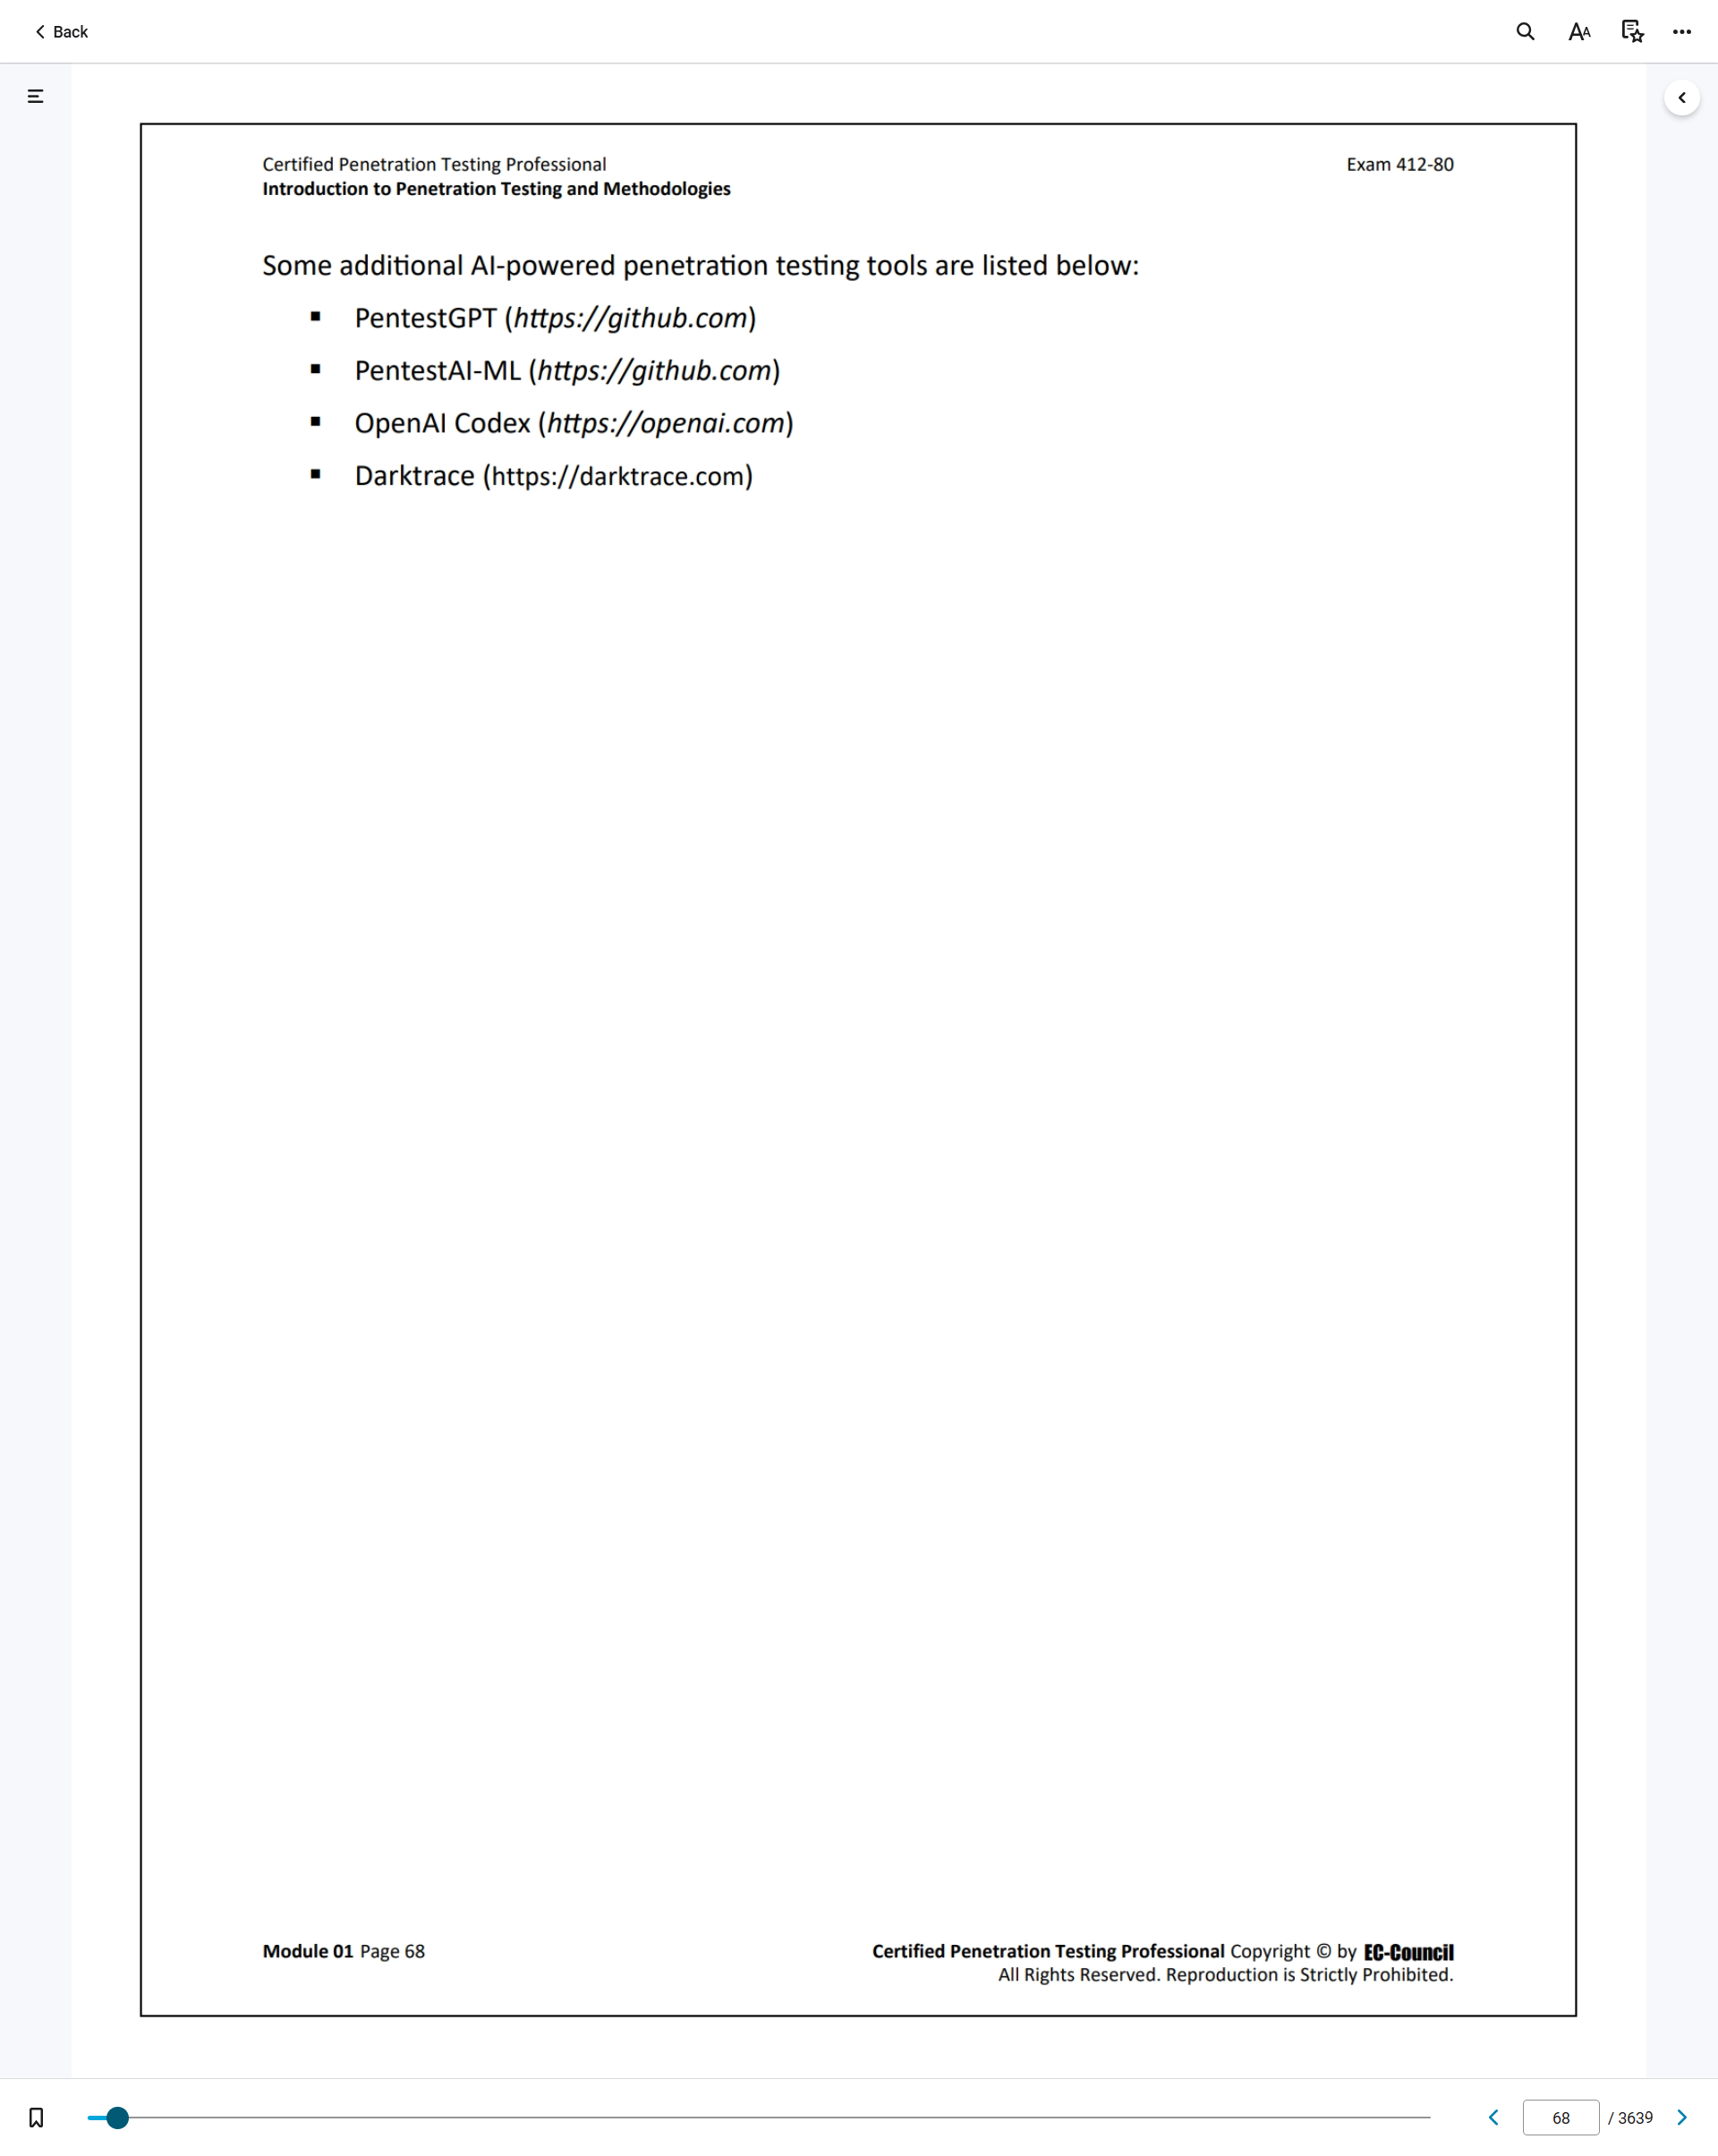 Back
Certified Penetration Testing Professional
Exam 412-80
Introduction to Penetration Testing and Methodologies
Some additional AI-powered penetration testing tools are listed below:
▪ PentestGPT (https://github.com)
▪ PentestAI-ML (https://github.com)
▪ OpenAI Codex (https://openai.com)
▪ Darktrace (https://darktrace.com)
Module 01 Page 68
Certified Penetration Testing Professional Copyright © by EC-Council
All Rights Reserved. Reproduction is Strictly Prohibited.
68 / 3639